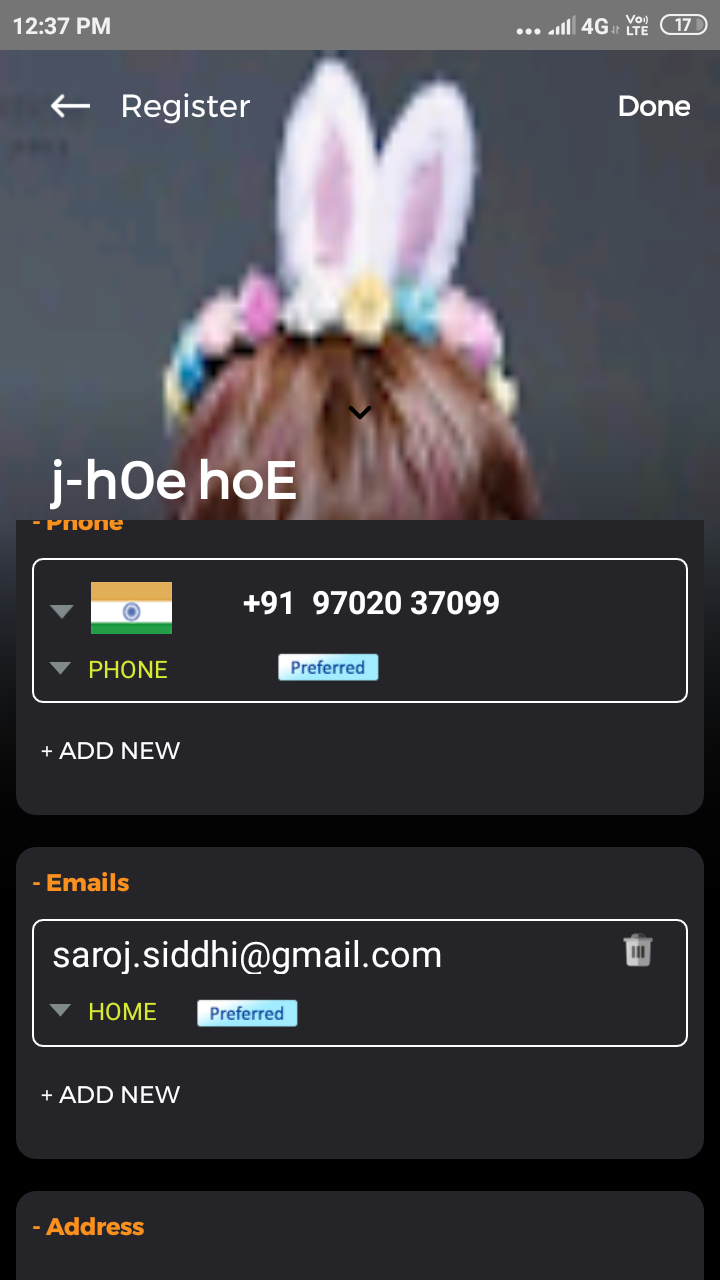 12:37 PM 4G Vo)) LTE 17
Register Done
j-h0e hoE
- Phone
+91 97020 37099
PHONE Preferred
+ ADD NEW
- Emails
saroj.siddhi@gmail.com
HOME Preferred
+ ADD NEW
- Address